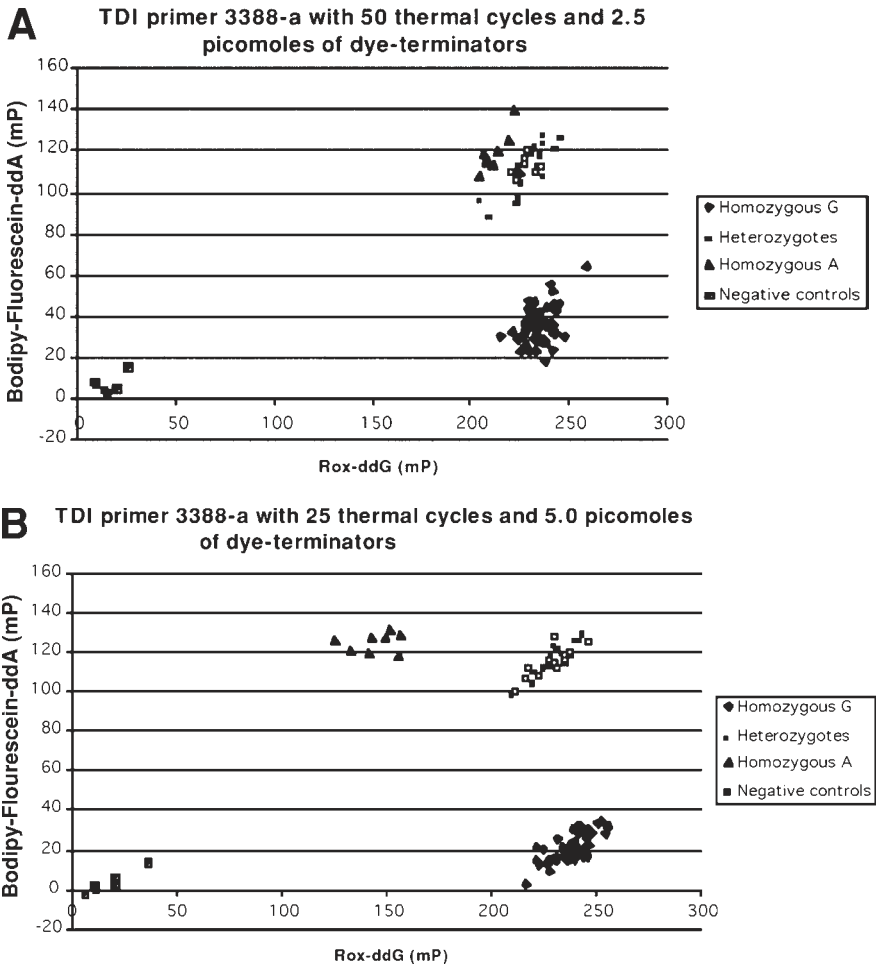 A
TDI primer 3388-a with 50 thermal cycles and 2.5
picomoles of dye-terminators
160
140
120
100
80
60
40
20
0
-20
0 50 100 150 200 250 300
Bodipy-Fluorescein-ddA (mP)
Rox-ddG (mP)
Homozygous G
Heterozygotes
Homozygous A
Negative controls
B
TDI primer 3388-a with 25 thermal cycles and 5.0 picomoles
of dye-terminators
160
140
120
100
80
60
40
20
0
-20
0 50 100 150 200 250 300
Bodipy-Flourescein-ddA (mP)
Rox-ddG (mP)
Homozygous G
Heterozygotes
Homozygous A
Negative controls